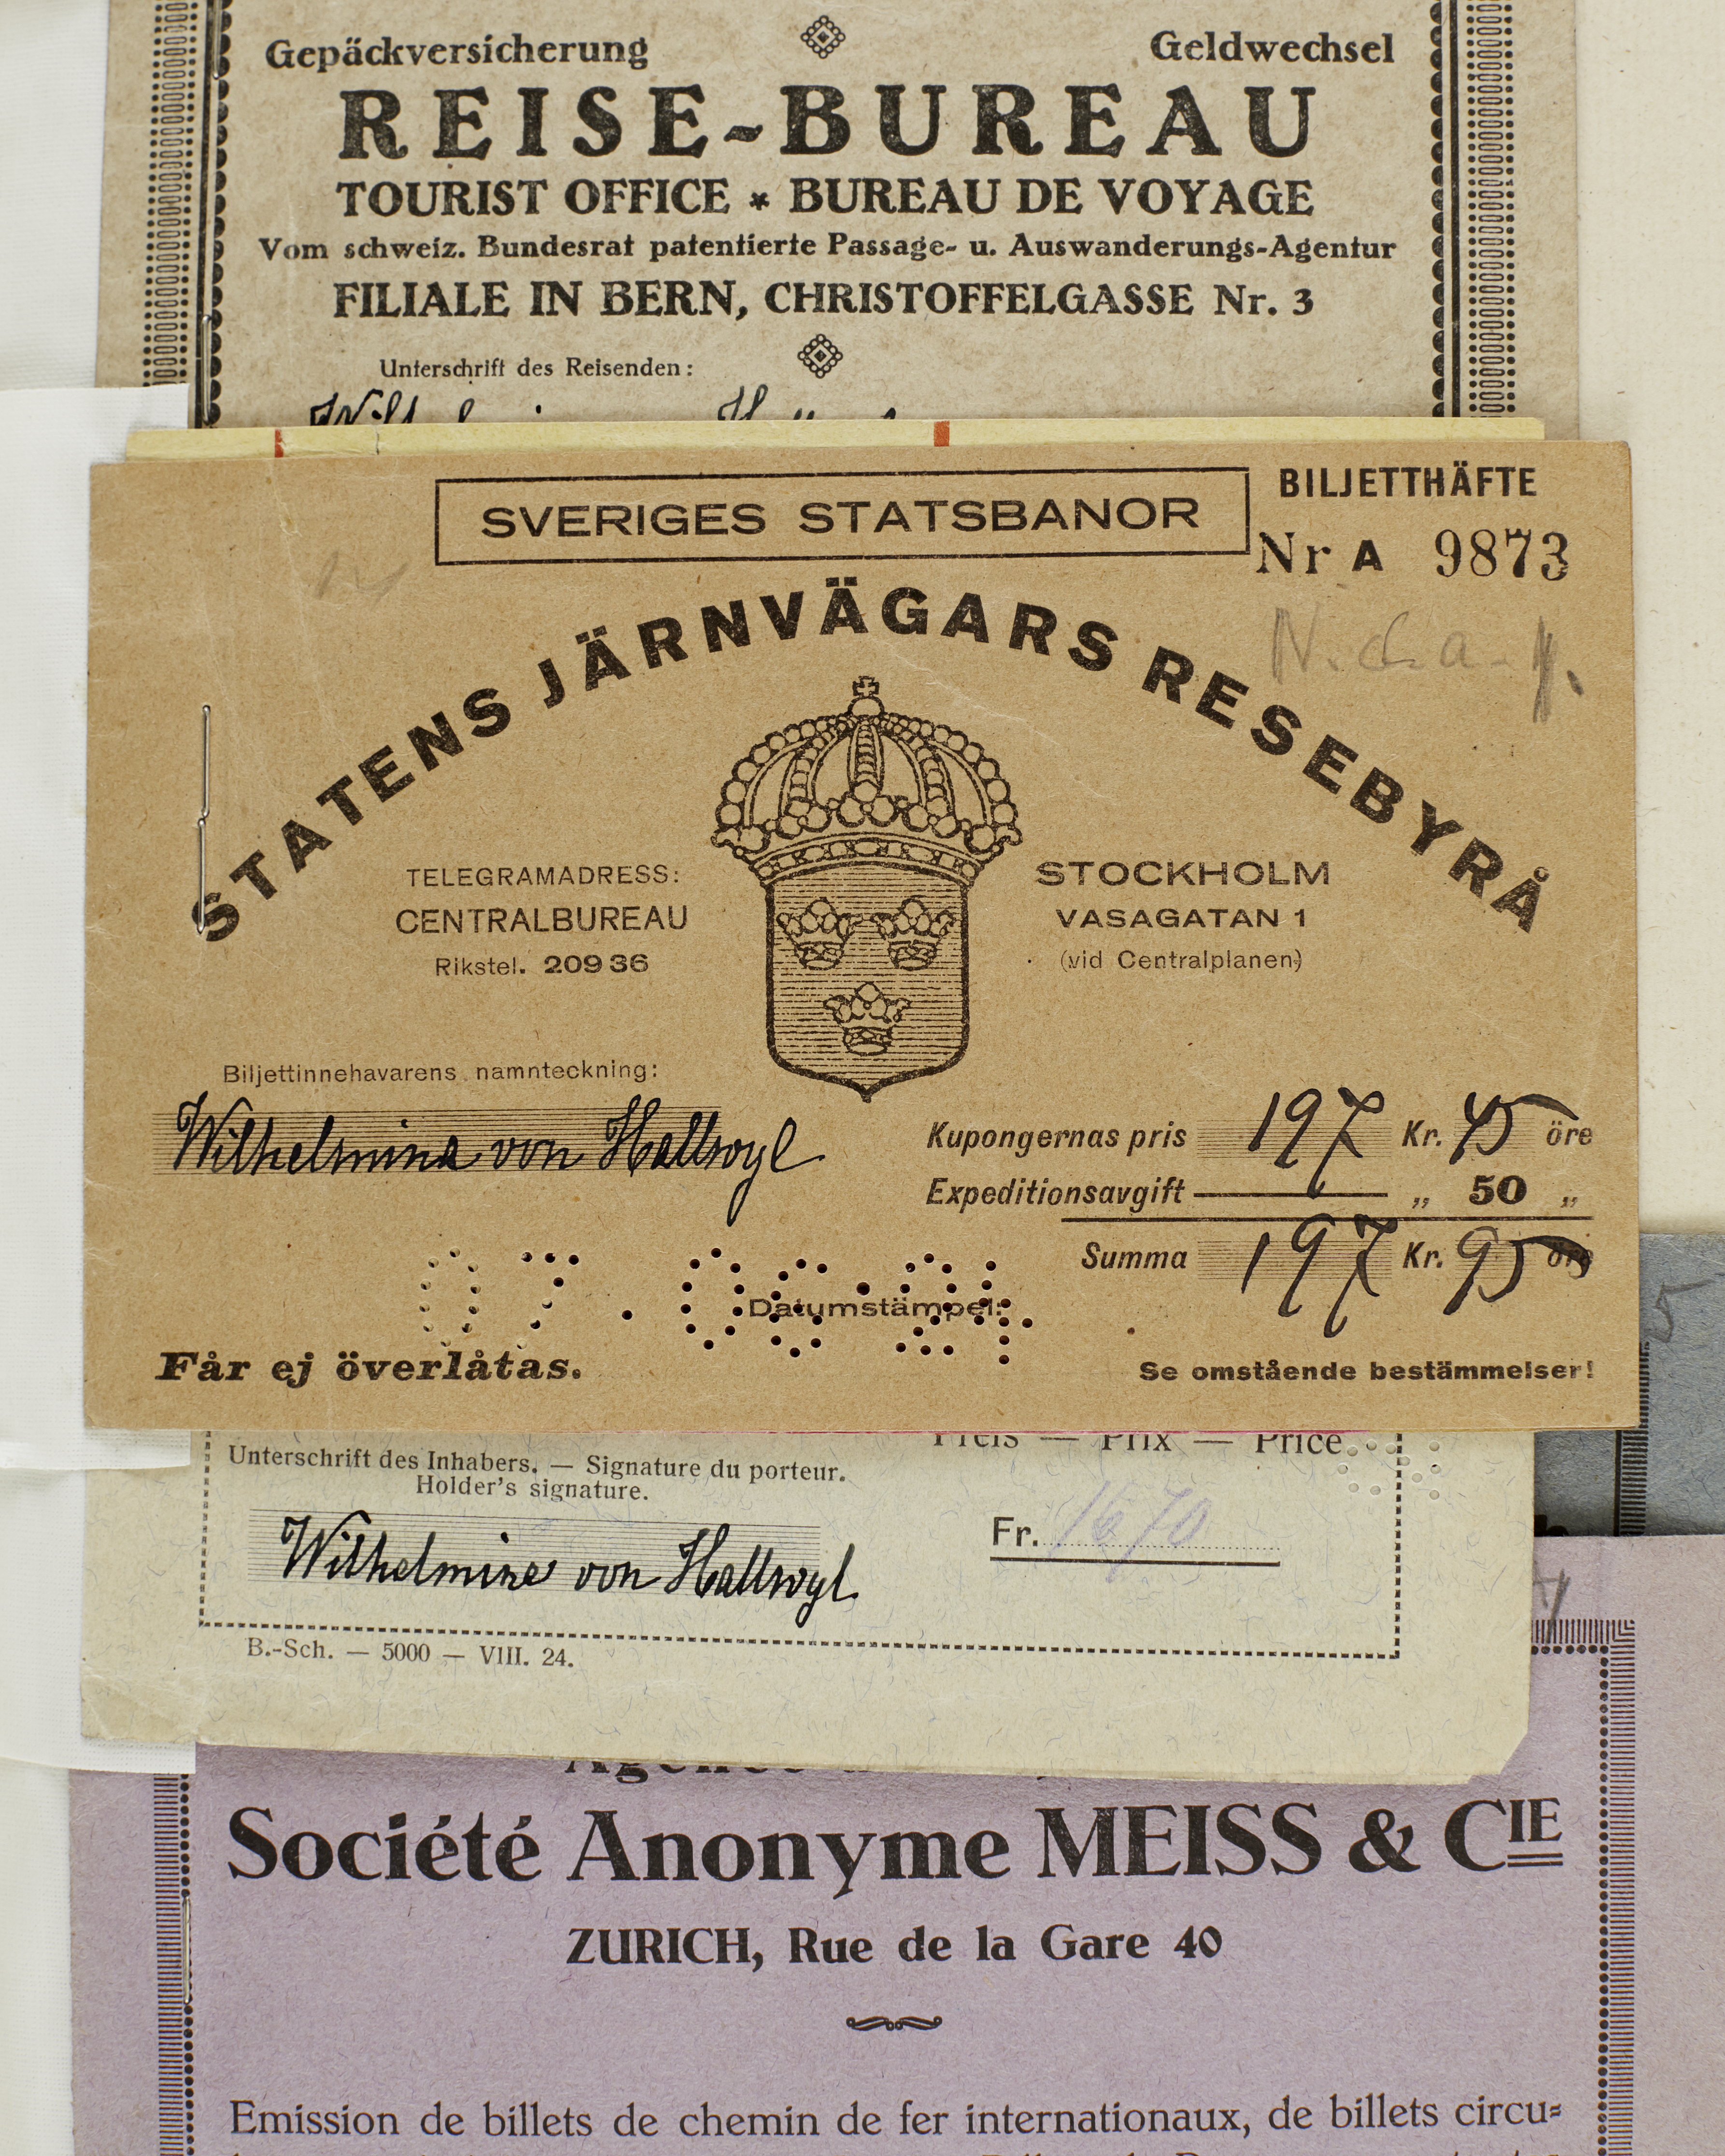 Gepäckversicherung Geldwechsel
REISE-BUREAU
TOURIST OFFICE * BUREAU DE VOYAGE
Vom schweiz. Bundesrat patentierte Passage- u. Auswanderungs-Agentur
FILIALE IN BERN, CHRISTOFFELGASSE Nr. 3
Unterschrift des Reisenden:
SVERIGES STATSBANOR
BILJETTHÄFTE
Nr A 9873
STATENS JÄRNVÄGARS RESEBYRÅ
TELEGRAMADRESS:
CENTRALBUREAU
Rikstel. 209 36
STOCKHOLM
VASAGATAN 1
(vid Centralplanen)
Biljettinnehavarens namnteckning:
Wilhelmina von Hallwyl
Kupongernas pris 197 Kr. 45 öre
Expeditionsavgift „ 50 „
Summa 197 Kr. 95 öre
07.06.24
Datumstämpel:
Får ej överlåtas.
Se omstående bestämmelser!
Preis — Prix — Price
Unterschrift des Inhabers. — Signature du porteur.
Holder's signature.
Wilhelmine von Hallwyl
Fr. 1670
B.-Sch. — 5000 — VIII. 24.
Société Anonyme MEISS & CIE
ZURICH, Rue de la Gare 40
Emission de billets de chemin de fer internationaux, de billets circu=